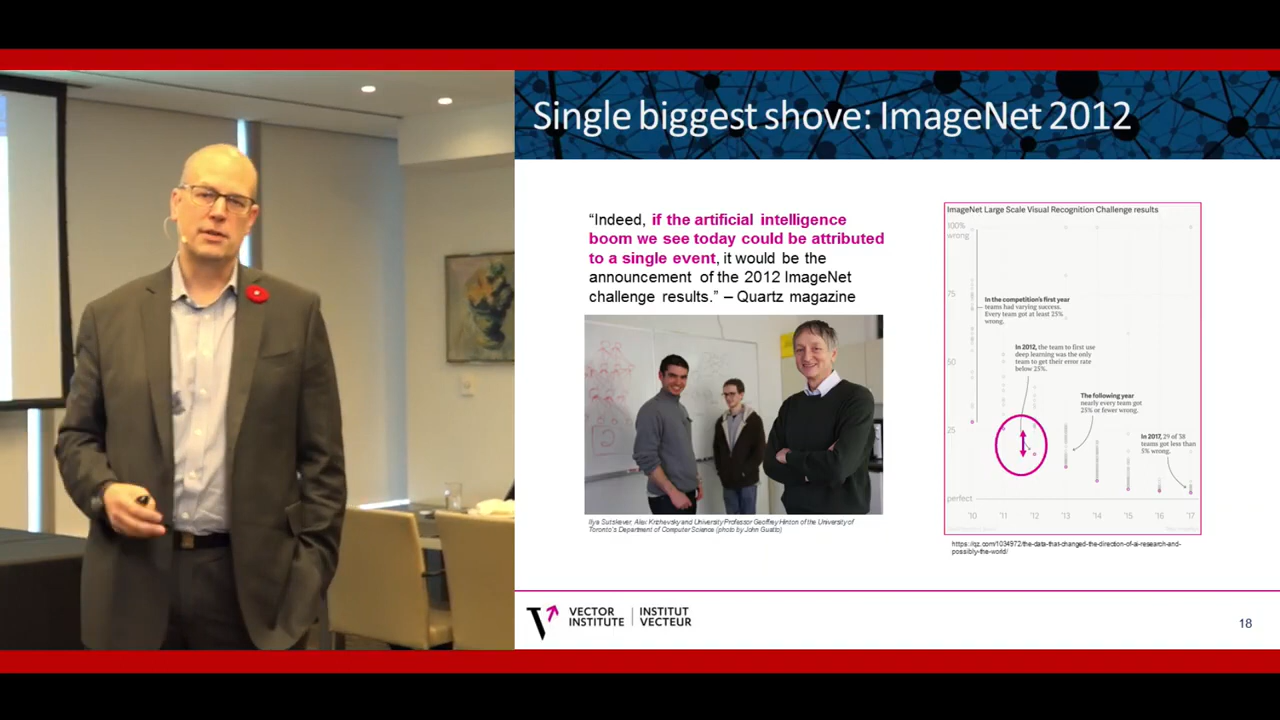 Single biggest shove: ImageNet 2012
“Indeed, if the artificial intelligence
boom we see today could be attributed
to a single event, it would be the
announcement of the 2012 ImageNet
challenge results.” – Quartz magazine
Ilya Sutskever, Alex Krizhevsky and University Professor Geoffrey Hinton of the University of
Toronto's Department of Computer Science (photo by John Guatto)
ImageNet Large Scale Visual Recognition Challenge results
100%
wrong
75
50
25
perfect
In the competition's first year
teams had varying success.
Every team got at least 25%
wrong.
In 2012, the team to first use
deep learning was the only
team to get their error rate
below 25%.
The following year
nearly every team got
25% or fewer wrong.
In 2017, 29 of 38
teams got less than
5% wrong.
'10 '11 '12 '13 '14 '15 '16 '17
https://qz.com/1034972/the-data-that-changed-the-direction-of-ai-research-and-
possibly-the-world/
VECTOR
INSTITUTE
INSTITUT
VECTEUR
18